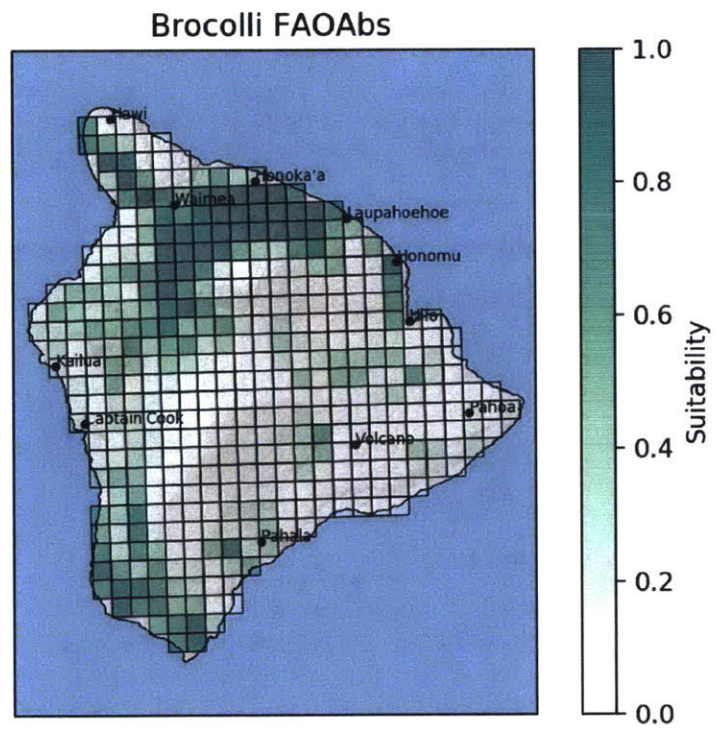 Brocolli FAOAbs
1.0
Hawi
Honoka'a
0.8
Waimea
Laupahoehoe
Honomu
0.6
Hilo
Kailua
Suitability
Pahoa
Captain Cook
0.4
Volcano
Pahala
0.2
0.0